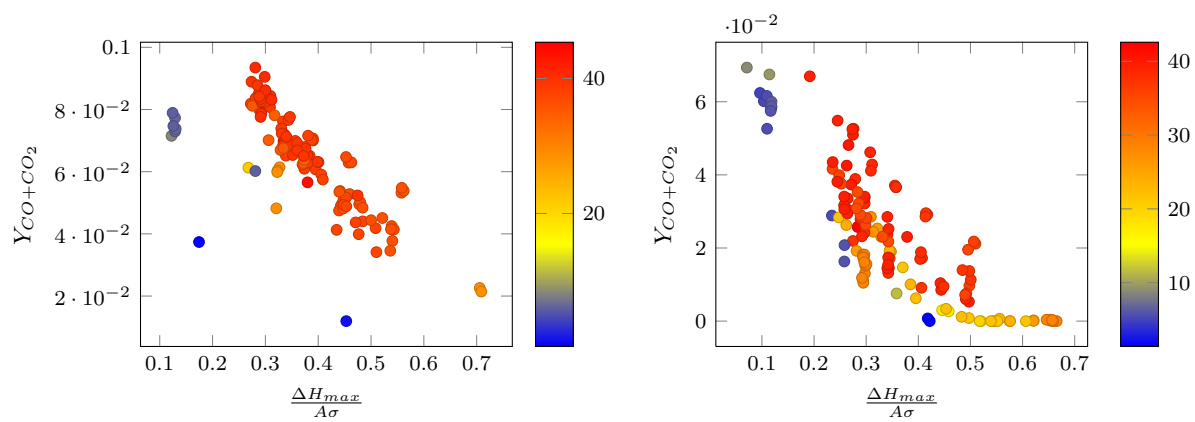 0.1
8 · 10⁻²
6 · 10⁻²
4 · 10⁻²
2 · 10⁻²
Y_{CO+CO_2}
0.1 0.2 0.3 0.4 0.5 0.6 0.7
ΔH_{max}
Aσ
40
20
·10⁻²
6
4
2
0
Y_{CO+CO_2}
0.1 0.2 0.3 0.4 0.5 0.6 0.7
ΔH_{max}
Aσ
40
30
20
10